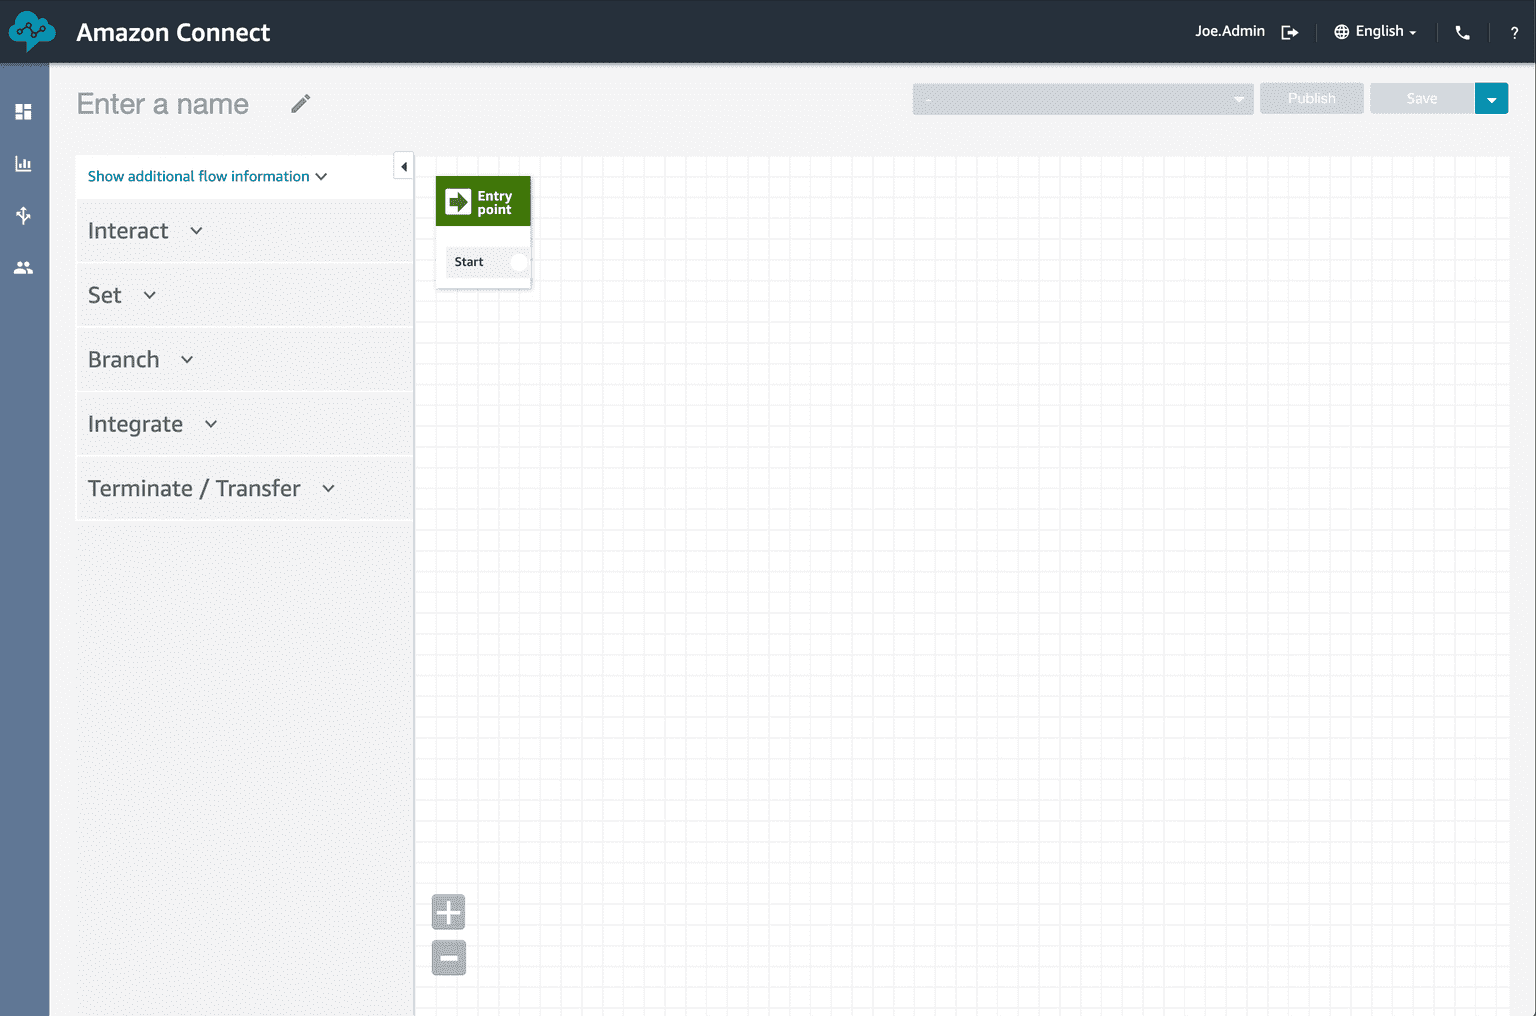 Amazon Connect
Joe.Admin
English
?
Enter a name
-
Publish
Save
Show additional flow information
Interact
Set
Branch
Integrate
Terminate / Transfer
Entry
point
Start